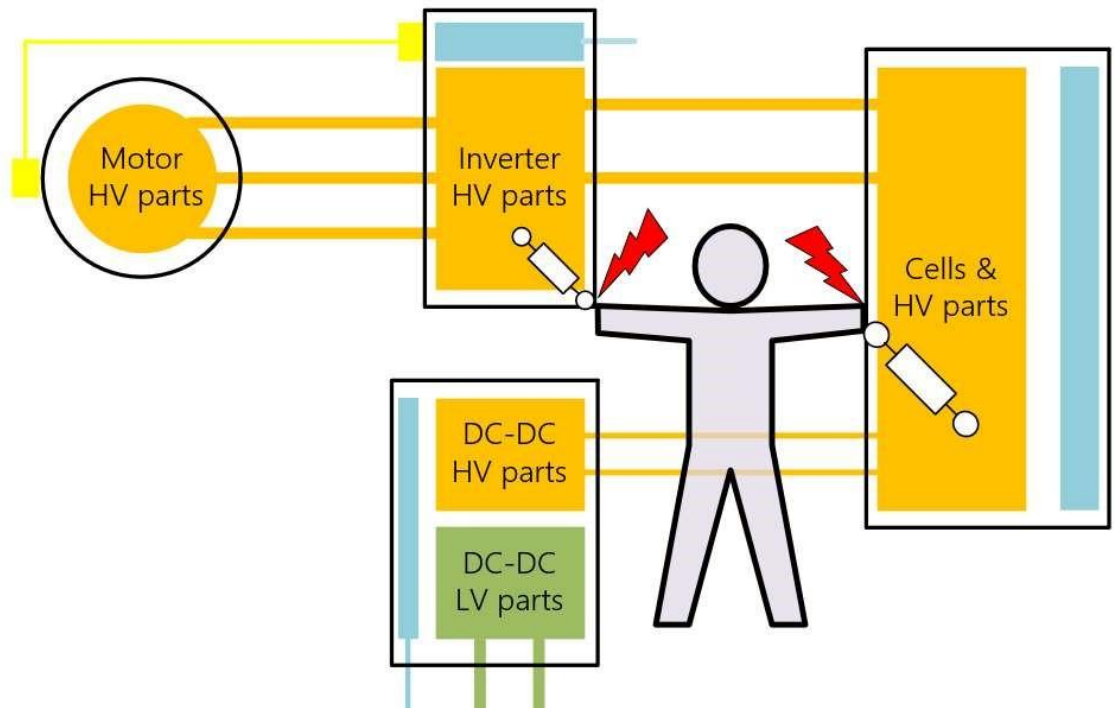 Motor
HV parts
Inverter
HV parts
Cells &
HV parts
DC-DC
HV parts
DC-DC
LV parts